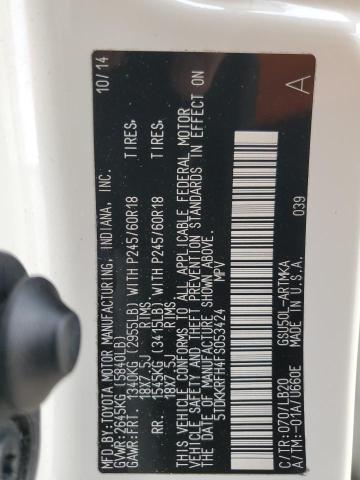 MFD.BY:TOYOTA MOTOR MANUFACTURING, INDIANA, INC. 10/14
GVWR:2645KG(5840LB)
GAWR:FRT. 1340KG (2955LB) WITH P245/60R18 TIRES.
18X7.5J RIMS
RR. 1545KG (3415LB) WITH P245/60R18 TIRES.
18X7.5J RIMS
THIS VEHICLE CONFORMS TO ALL APPLICABLE FEDERAL MOTOR
VEHICLE SAFETY AND THEFT PREVENTION STANDARDS IN EFFECT ON
THE DATE OF MANUFACTURE SHOWN ABOVE.
5TDKKRFH4FS053424 MPV
039 A
C/TR:070/LB20 GSU50L-ARTMKA
A/TM:-01A/U660E MADE IN U.S.A.